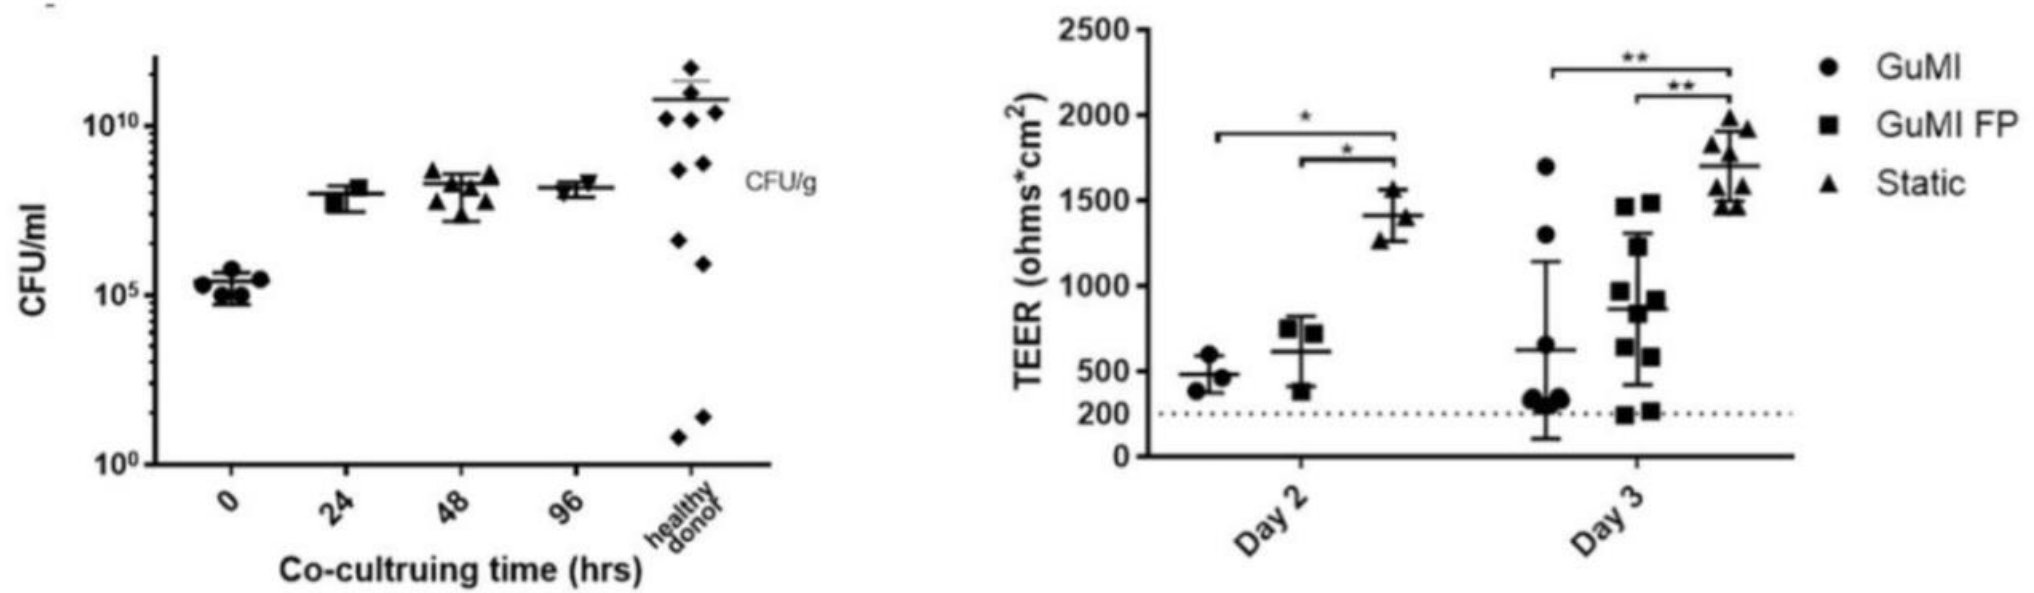 CFU/ml
10¹⁰
10⁵
10⁰
CFU/g
0
24
48
96
healthy
donor
Co-cultruing time (hrs)
TEER (ohms*cm²)
2500
2000
1500
1000
500
200
0
*
*
**
**
Day 2
Day 3
GuMI
GuMI FP
Static